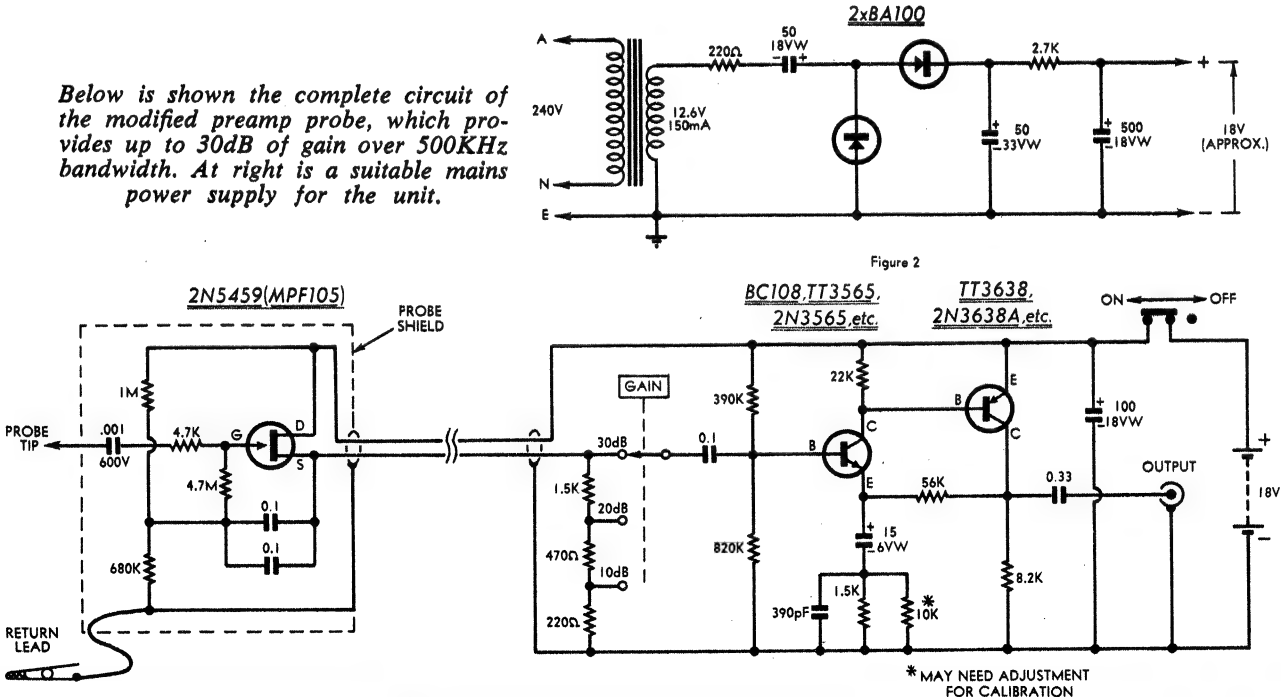 2xBA100
A
50
18VW
- +
220Ω
2.7K
+
240V
12.6V
150mA
+
50
-33VW
+
500
-18VW
18V
(APPROX.)
N
E
-
Below is shown the complete circuit of
the modified preamp probe, which pro-
vides up to 30dB of gain over 500KHz
bandwidth. At right is a suitable mains
power supply for the unit.
Figure 2
2N5459(MPF105)
PROBE
SHIELD
BC108,TT3565,
2N3565,etc.
TT3638,
2N3638A,etc.
ON
OFF
1M
GAIN
390K
22K
E
B
C
+
100
-18VW
PROBE
TIP
.001
600V
4.7K
G
D
S
30dB
0.1
B
C
E
+
OUTPUT
4.7M
1.5K
56K
0.33
18V
0.1
20dB
+
15
-6VW
-
0.1
820K
470Ω
680K
10dB
8.2K
390pF
1.5K
*
10K
220Ω
RETURN
LEAD
*MAY NEED ADJUSTMENT
FOR CALIBRATION